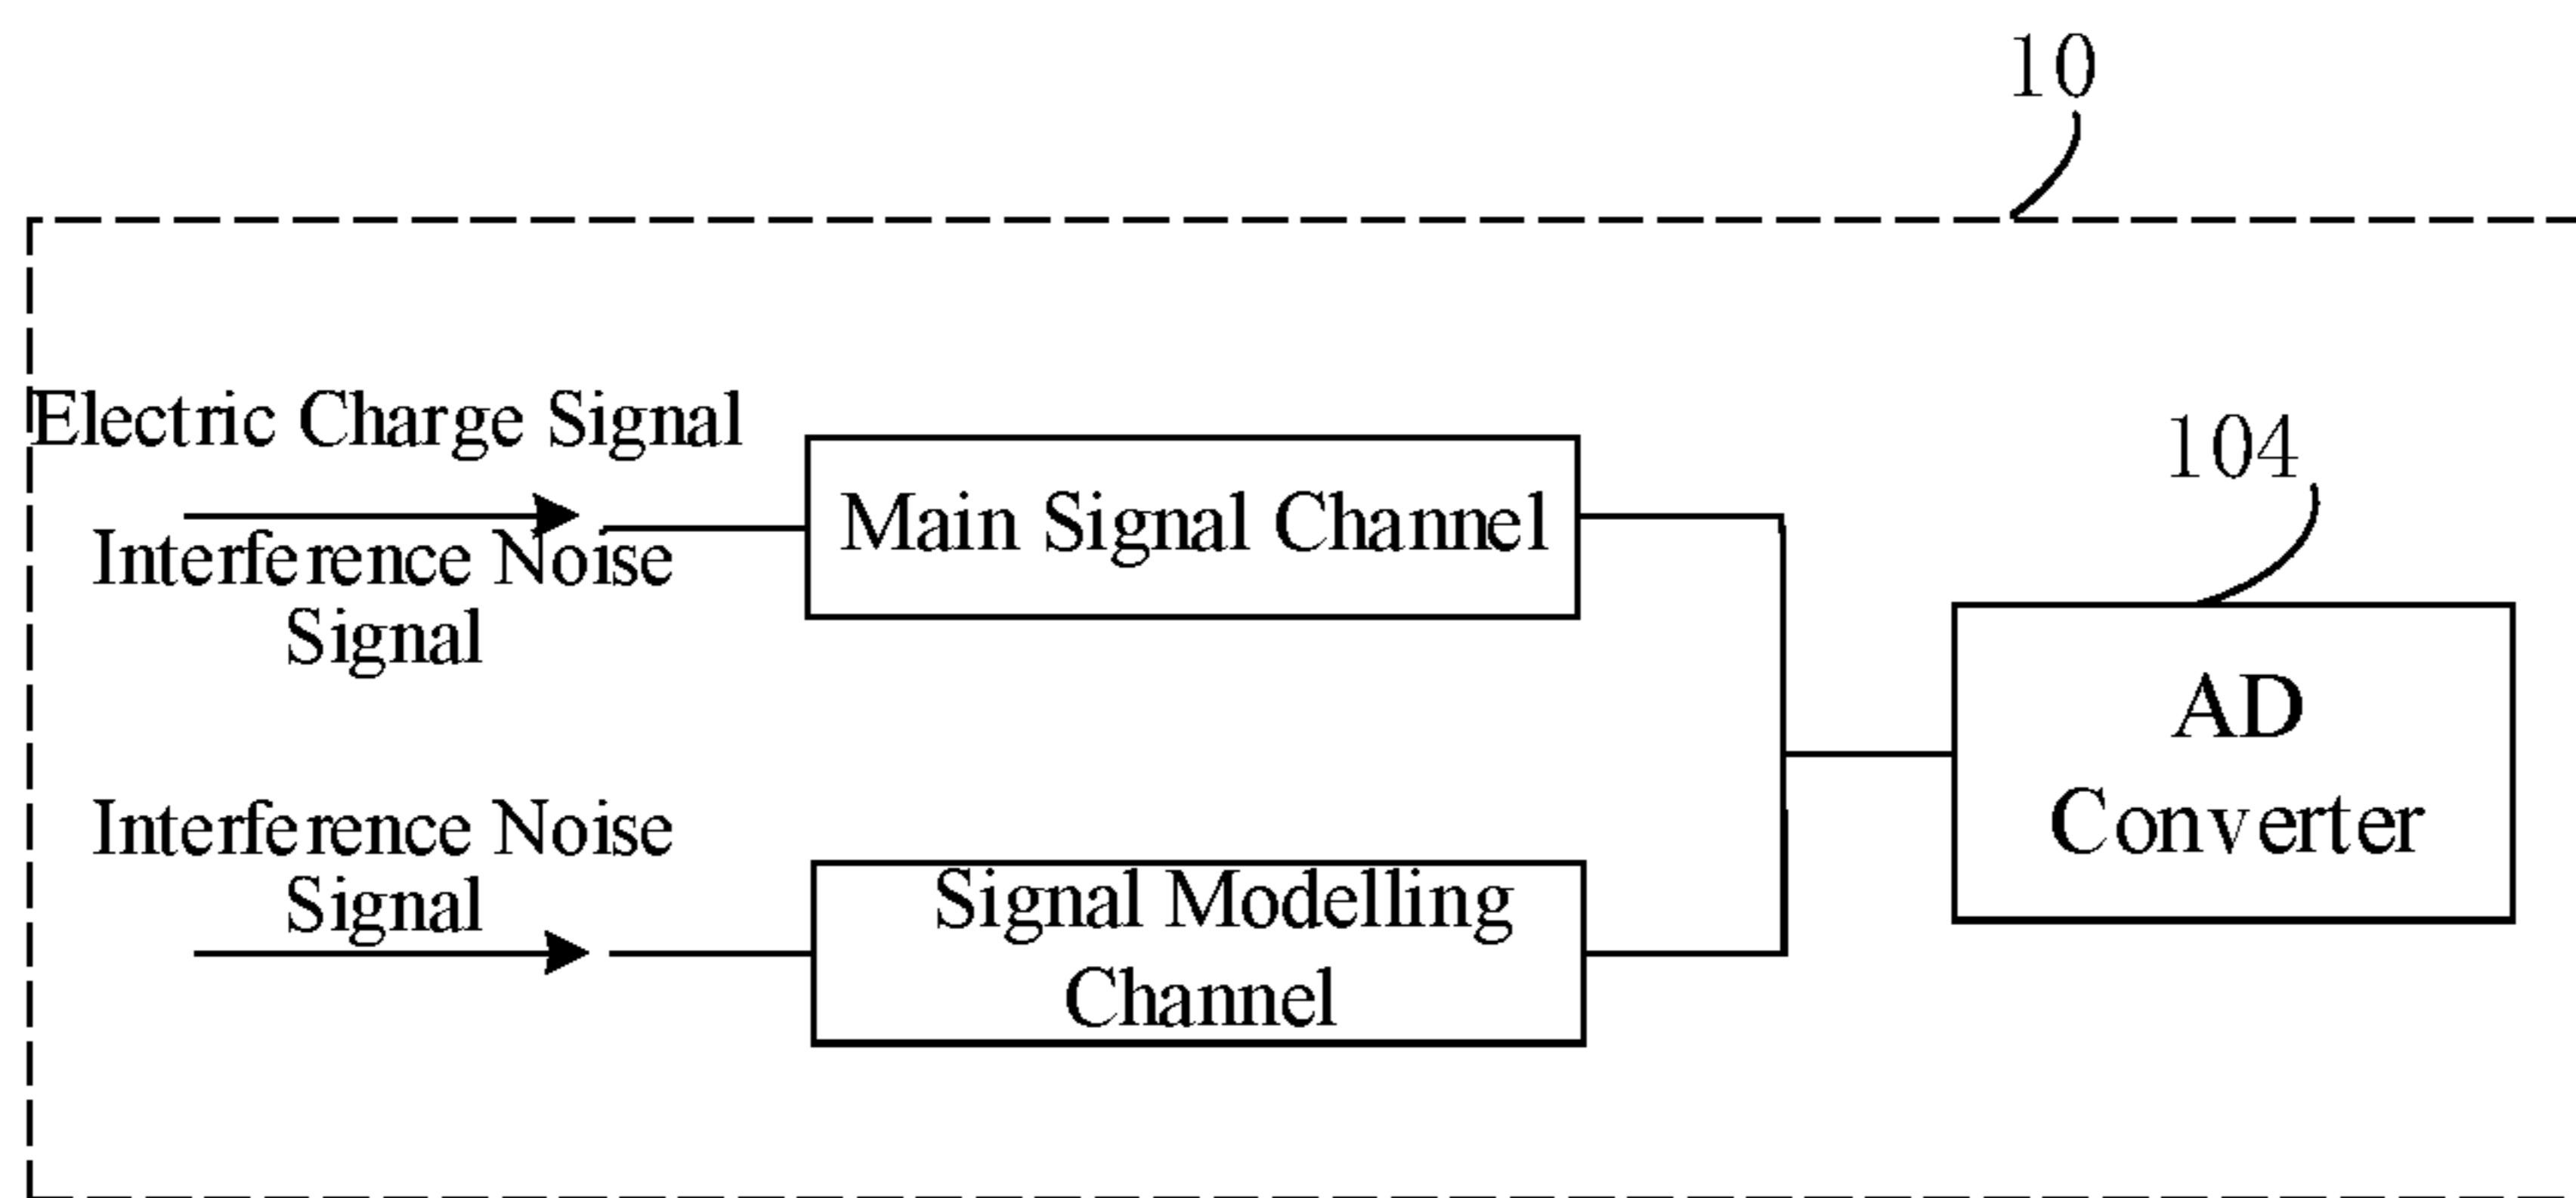 10
Electric Charge Signal
Interference Noise
Signal
Main Signal Channel
104
AD
Converter
Interference Noise
Signal
Signal Modelling
Channel